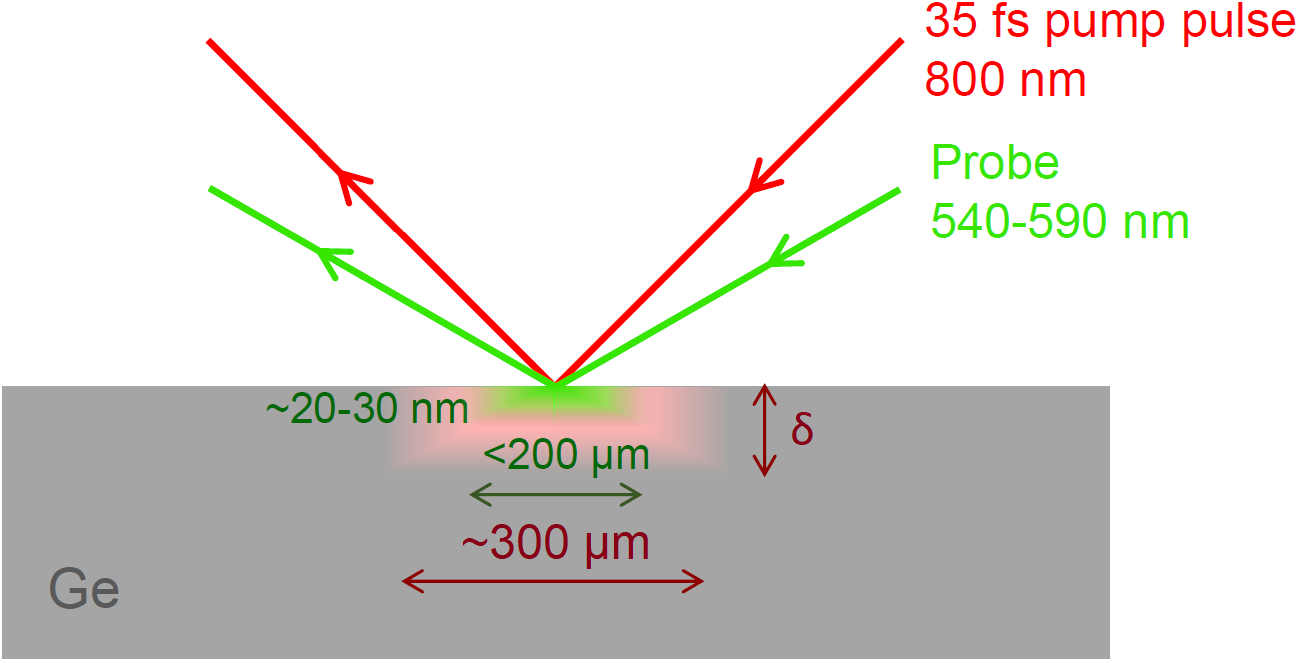 35 fs pump pulse
800 nm
Probe
540-590 nm
~20-30 nm
δ
<200 µm
~300 µm
Ge